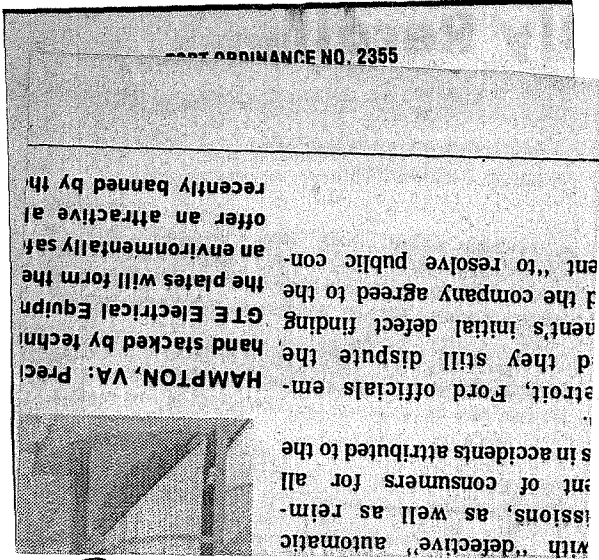 PORT ORDINANCE NO. 2355
with "defective" automatic
issions, as well as reim-
ent of consumers for all
s in accidents attributed to the
etroit, Ford officials em-
d they still dispute the
nent's initial defect finding
d the company agreed to the
ent "to resolve public con-
HAMPTON, VA: Preci
hand stacked by techni
GTE Electrical Equipm
the plates will form the
an environmentally saf
offer an attractive al
recently banned by th